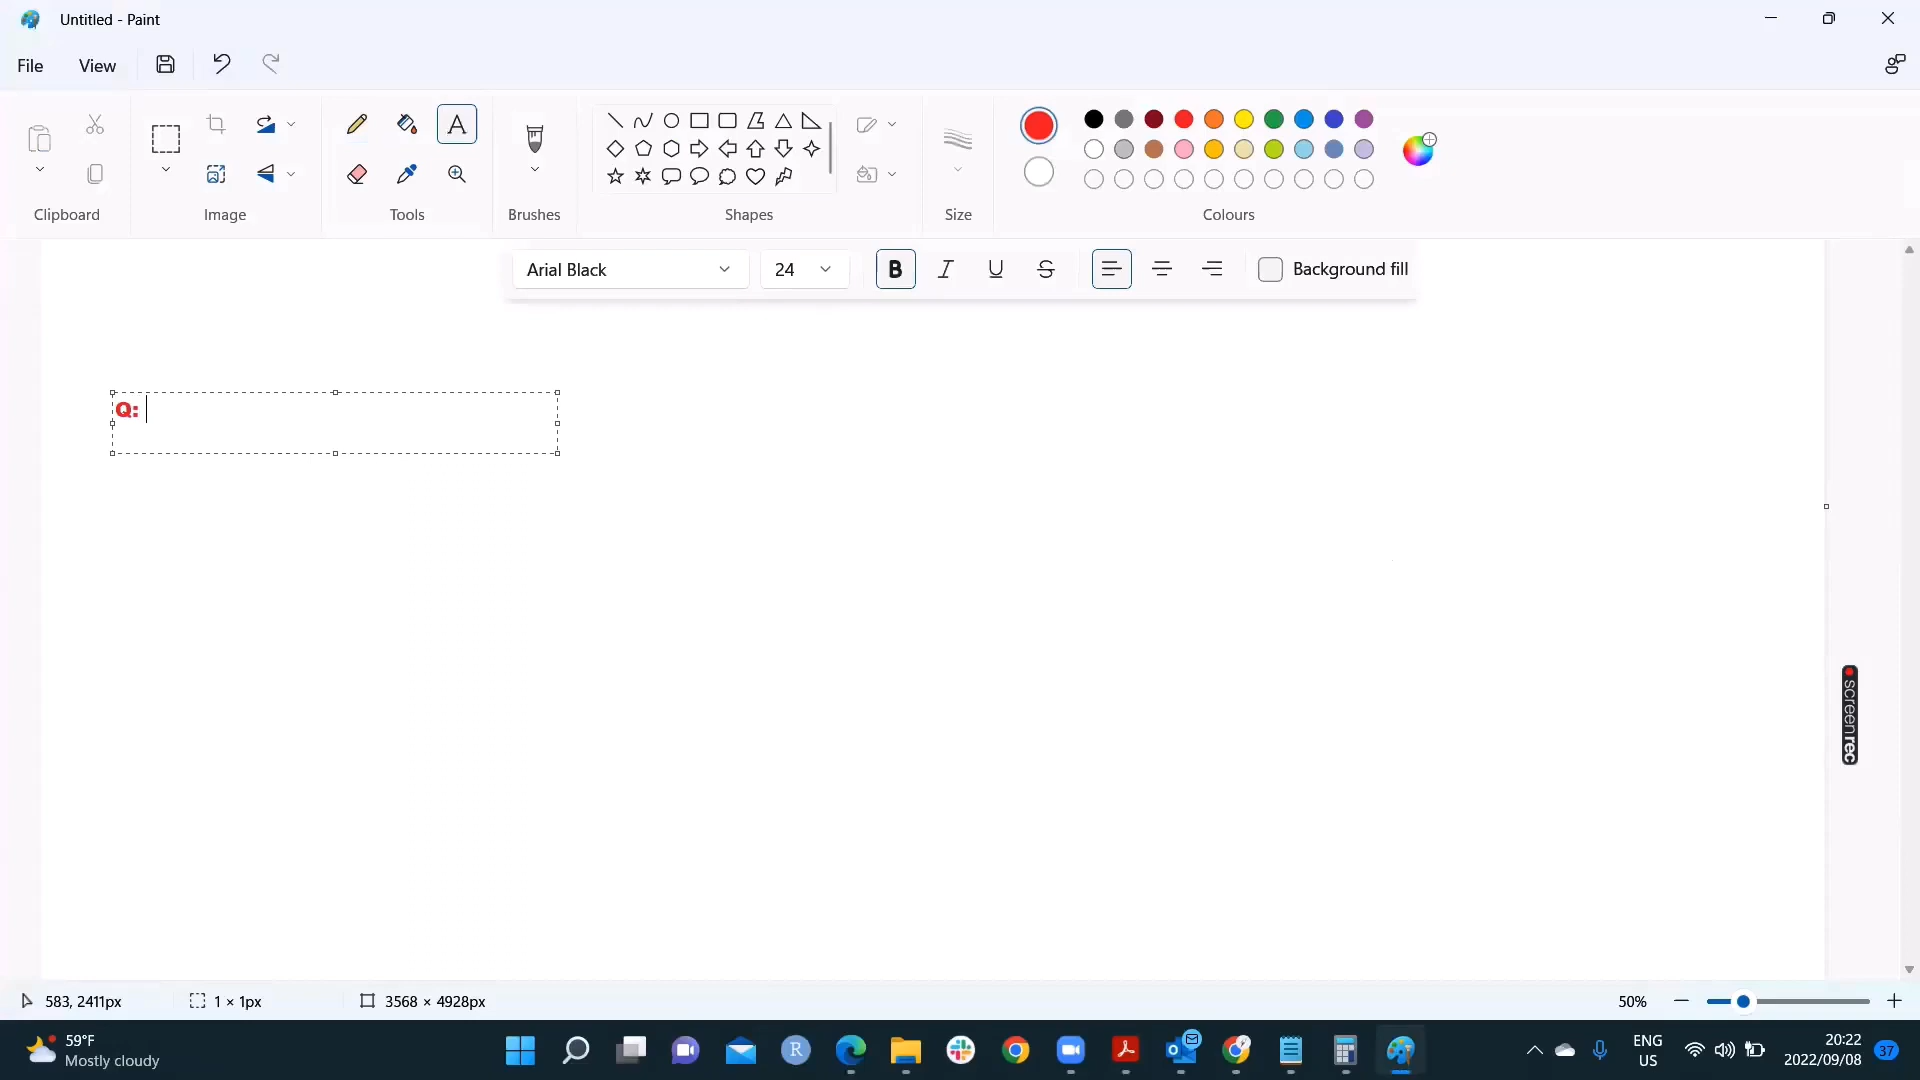 Untitled - Paint
File
View
Clipboard
Image
Tools
Brushes
Shapes
Size
Colours
Arial Black
24
B
Background fill
Q:
screenrec
583, 2411px
1 × 1px
3568 × 4928px
50%
59°F
Mostly cloudy
ENG
US
20:22
2022/09/08
37